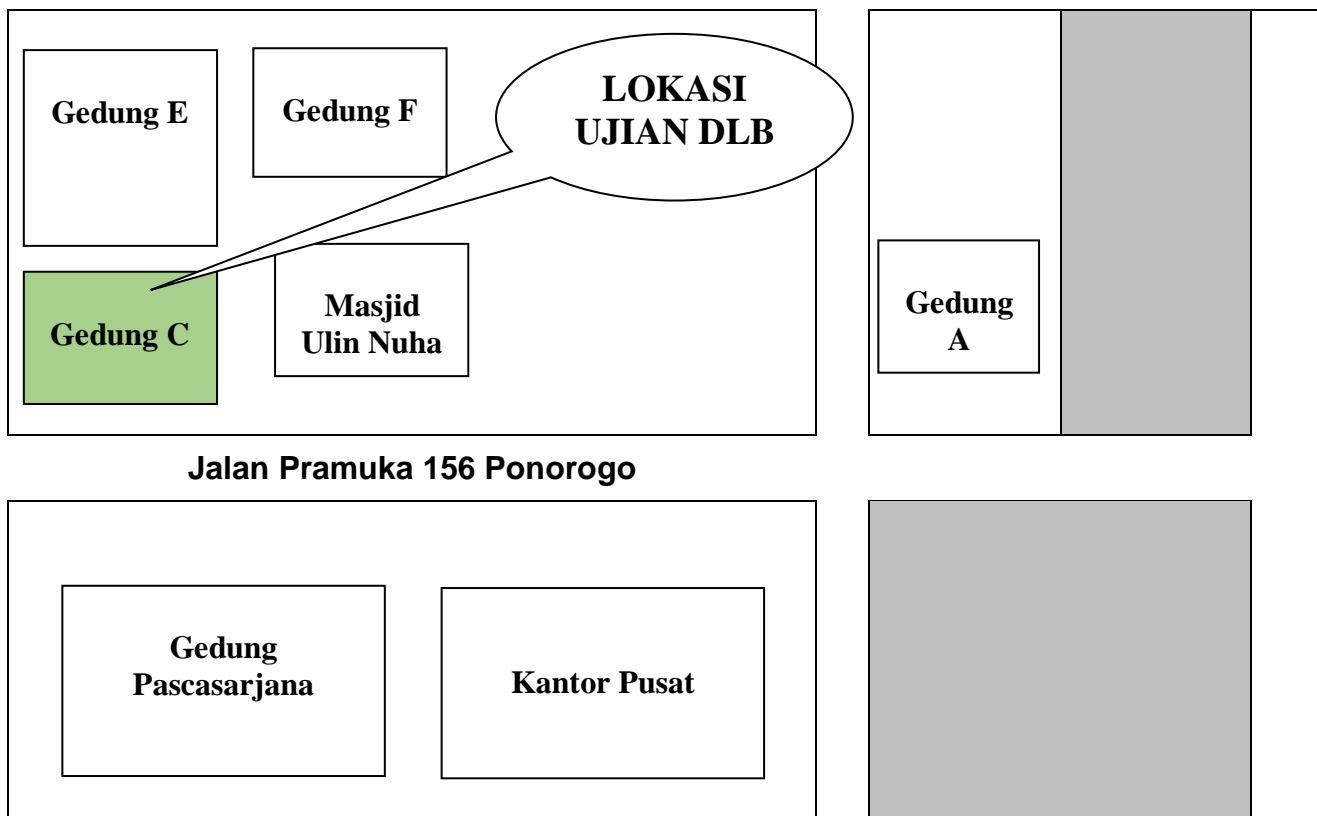 Gedung E
Gedung F
LOKASI
UJIAN DLB
Gedung C
Masjid
Ulin Nuha
Gedung
A
Jalan Pramuka 156 Ponorogo
Gedung
Pascasarjana
Kantor Pusat